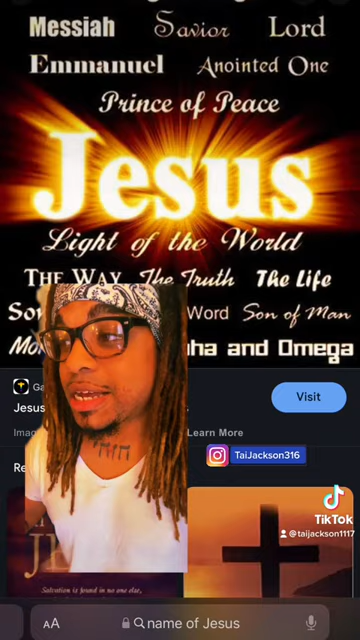 Messiah Savior Lord
Emmanuel Anointed One
Prince of Peace
Jesus
Light of the World
THE WAY The Truth The Life
Word Son of Man
and Omega
Jesus
Visit
Learn More
TaiJackson316
TikTok
@taijackson1117
Salvation is found in no one else,
AA name of Jesus